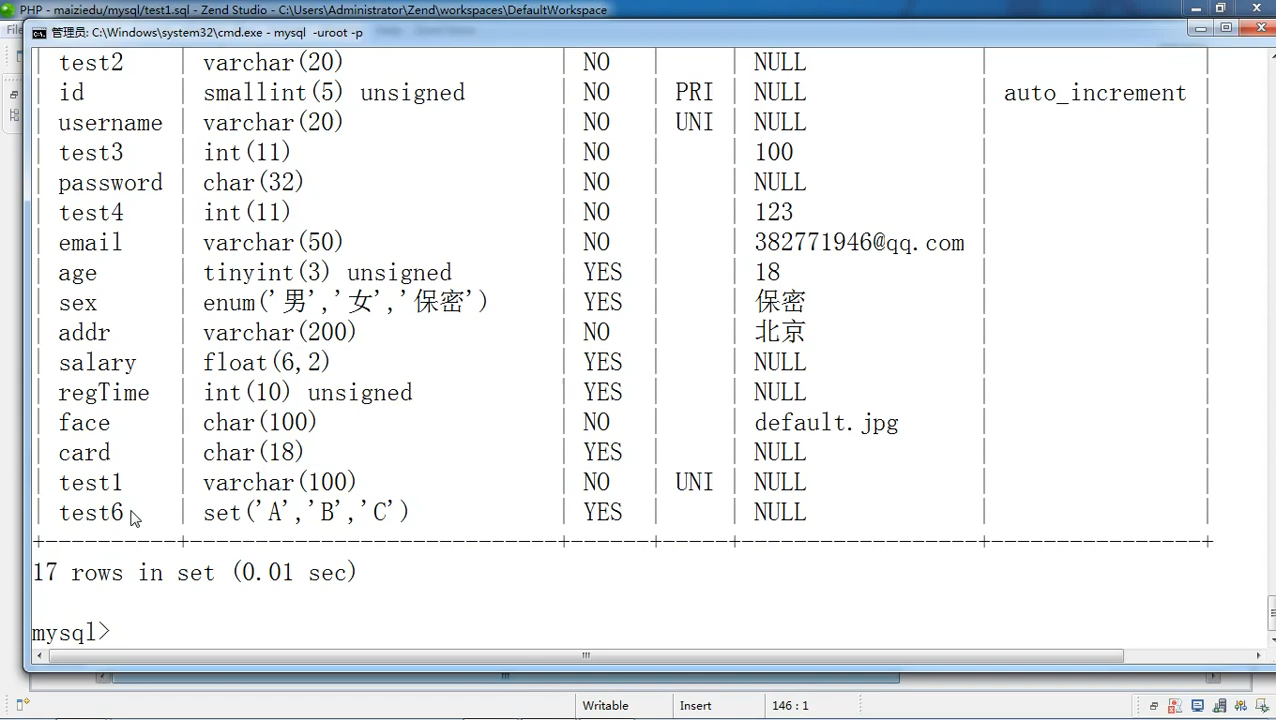 PHP - maiziedu/mysql/test1.sql - Zend Studio - C:\Users\Administrator\Zend\workspaces\DefaultWorkspace
管理员: C:\Windows\system32\cmd.exe - mysql -uroot -p
| test2 | varchar(20) | NO | | NULL | |
| id | smallint(5) unsigned | NO | PRI | NULL | auto_increment |
| username | varchar(20) | NO | UNI | NULL | |
| test3 | int(11) | NO | | 100 | |
| password | char(32) | NO | | NULL | |
| test4 | int(11) | NO | | 123 | |
| email | varchar(50) | NO | | 382771946@qq.com | |
| age | tinyint(3) unsigned | YES | | 18 | |
| sex | enum('男','女','保密') | YES | | 保密 | |
| addr | varchar(200) | NO | | 北京 | |
| salary | float(6,2) | YES | | NULL | |
| regTime | int(10) unsigned | YES | | NULL | |
| face | char(100) | NO | | default.jpg | |
| card | char(18) | YES | | NULL | |
| test1 | varchar(100) | NO | UNI | NULL | |
| test6 | set('A','B','C') | YES | | NULL | |
17 rows in set (0.01 sec)
mysql>
Writable Insert 146 : 1